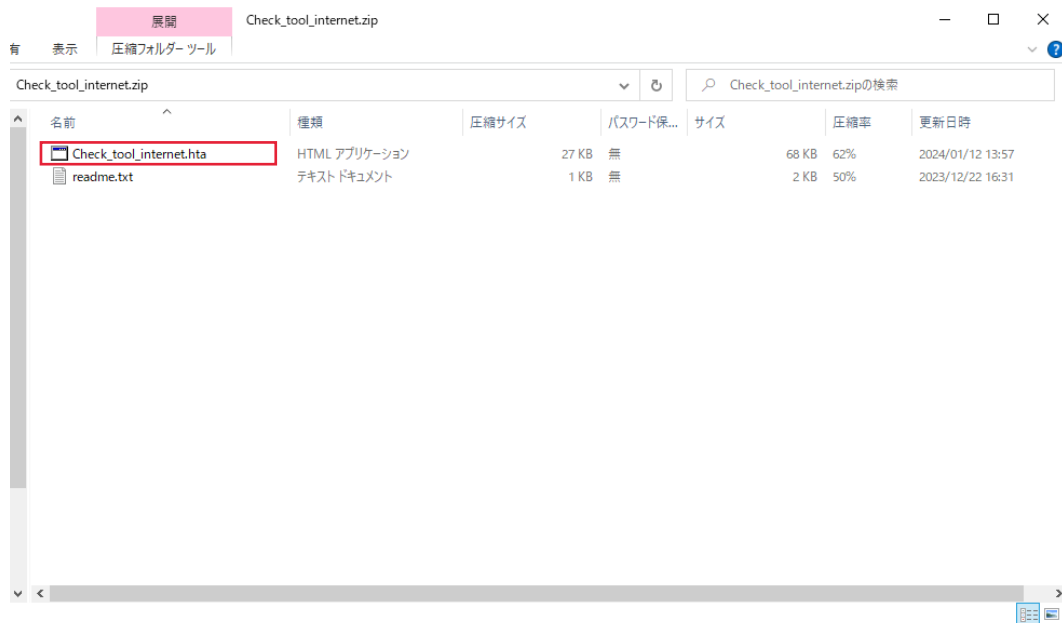 展開 Check_tool_internet.zip
有 表示 圧縮フォルダー ツール
Check_tool_internet.zip Check_tool_internet.zipの検索
名前 種類 圧縮サイズ パスワード保... サイズ 圧縮率 更新日時
Check_tool_internet.hta HTML アプリケーション 27 KB 無 68 KB 62% 2024/01/12 13:57
readme.txt テキスト ドキュメント 1 KB 無 2 KB 50% 2023/12/22 16:31